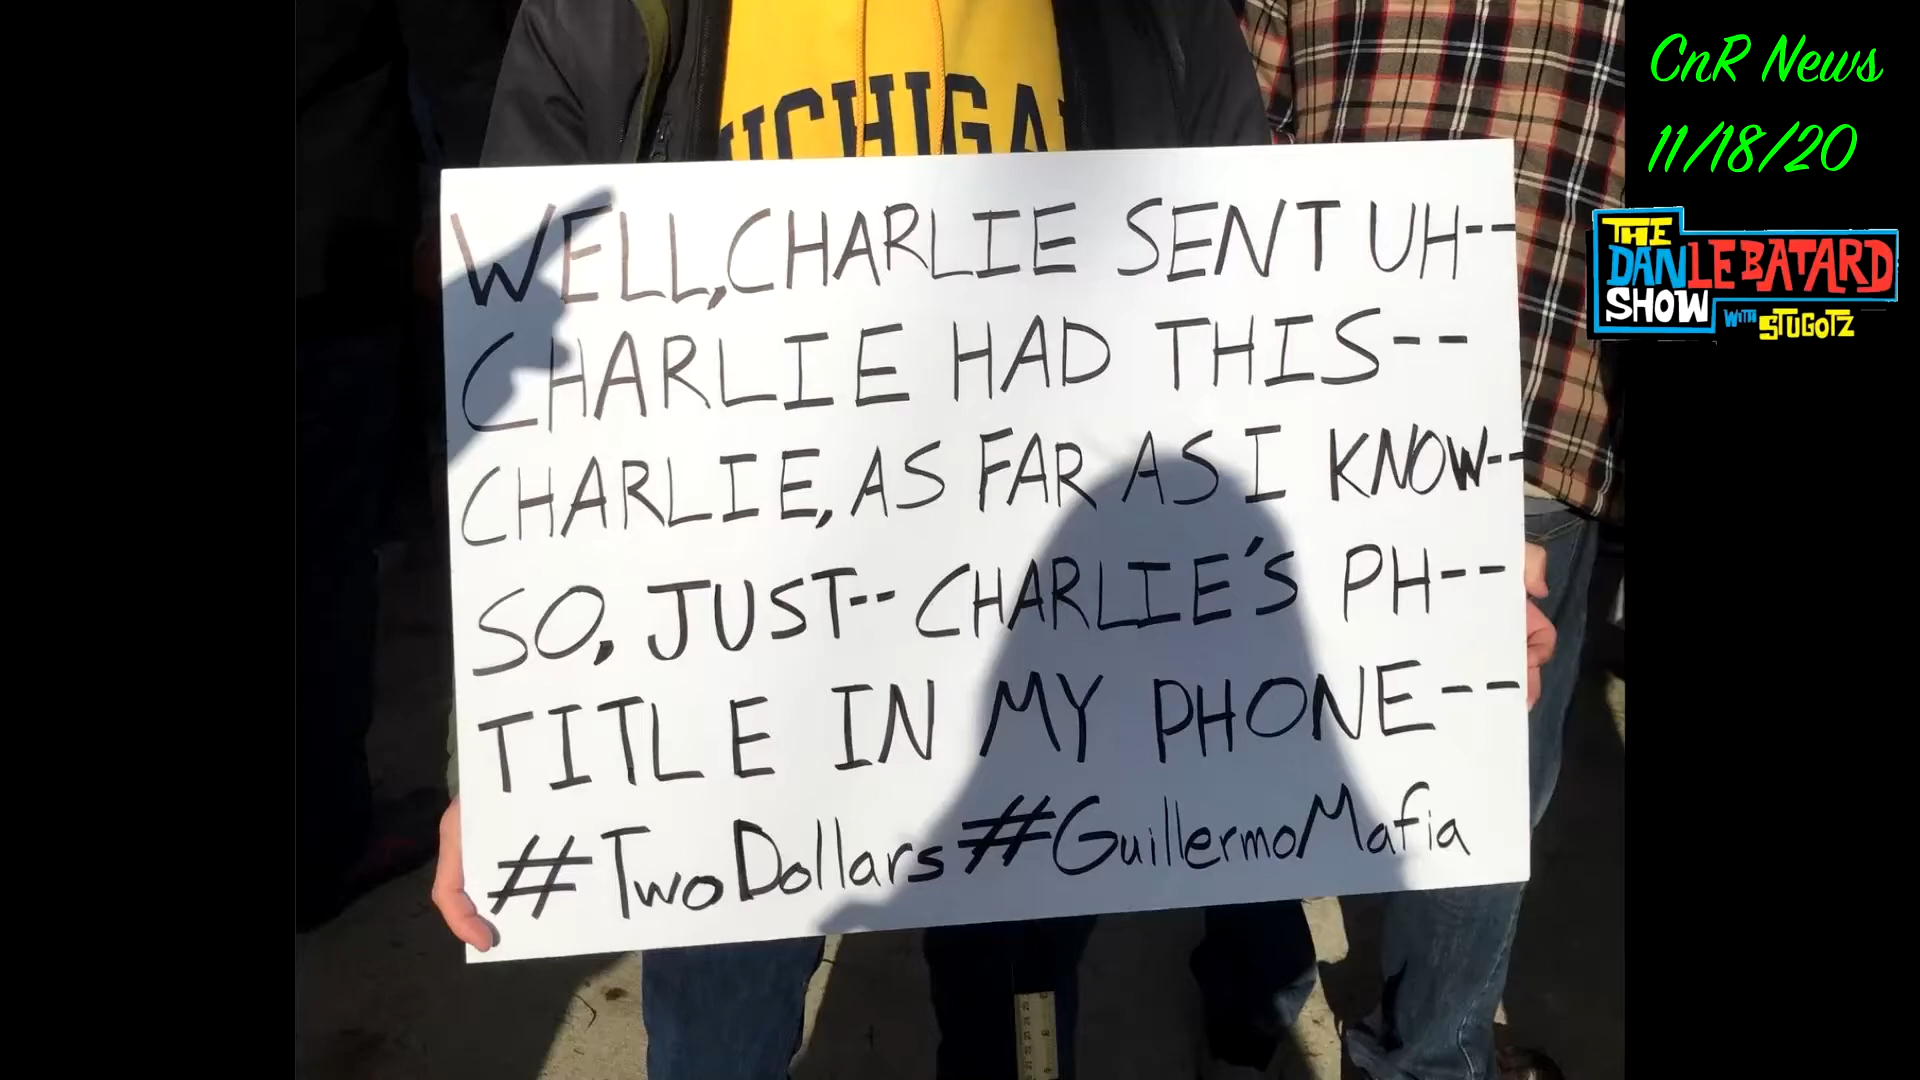 MICHIGAN
WELL, CHARLIE SENT UH--
CHARLIE HAD THIS--
CHARLIE, AS FAR AS I KNOW--
SO, JUST-- CHARLIE'S PH--
TITLE IN MY PHONE--
#TwoDollars #GuillermoMafia
CnR News
11/18/20
THE
DAN LE BATARD
SHOW WITH STUGOTZ